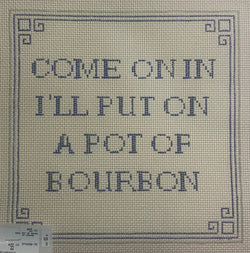 COME ON IN
I'LL PUT ON
A POT OF
BOURBON